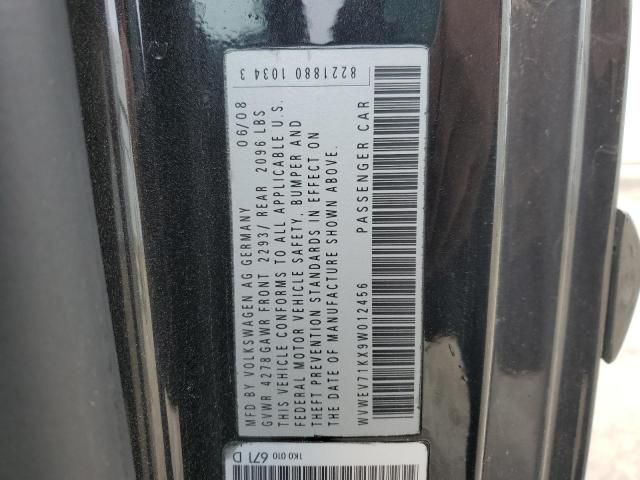 MFD BY VOLKSWAGEN AG GERMANY 06/08
GVWR 4278 GAWR FRONT 2293/ REAR 2096 LBS
THIS VEHICLE CONFORMS TO ALL APPLICABLE U.S.
FEDERAL MOTOR VEHICLE SAFETY, BUMPER AND
THEFT PREVENTION STANDARDS IN EFFECT ON
THE DATE OF MANUFACTURE SHOWN ABOVE.
WVWEV71KX9W012456 PASSENGER CAR
8221880 1034 3
1K0 010
671 D